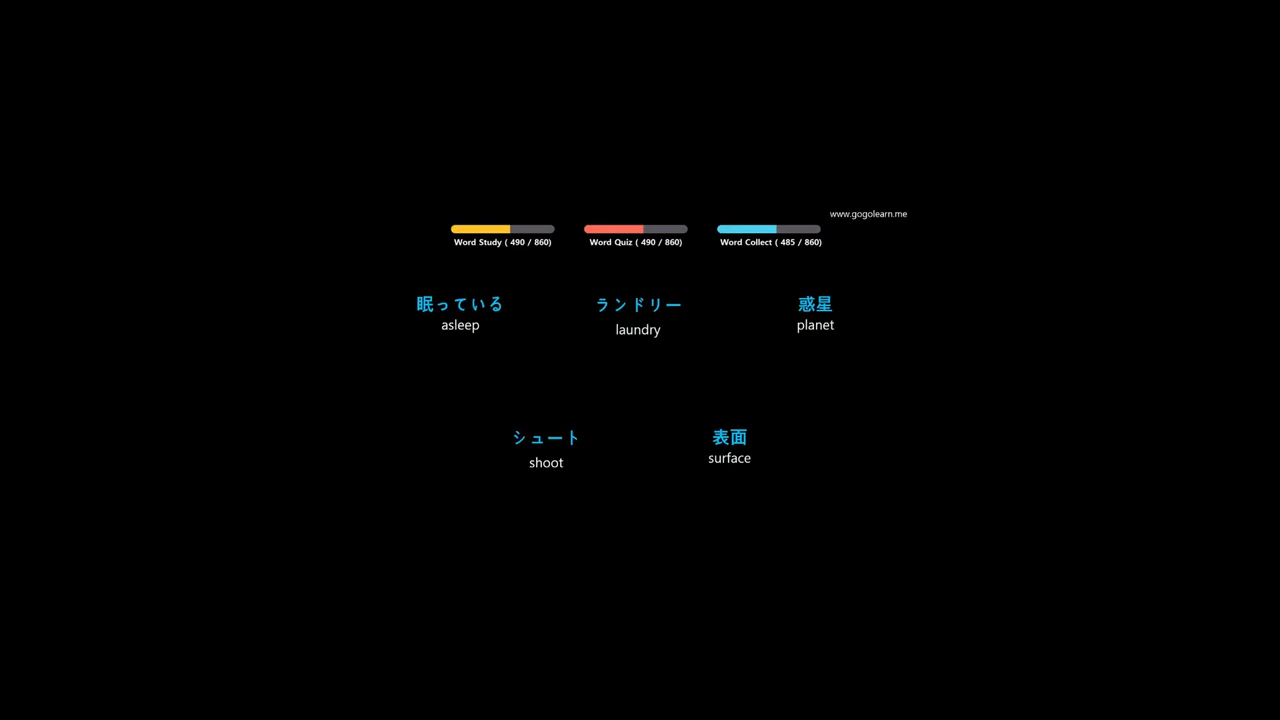 www.gogolearn.me
Word Study ( 490 / 860)
Word Quiz ( 490 / 860)
Word Collect ( 485 / 860)
眠っている
asleep
ランドリー
laundry
惑星
planet
シュート
shoot
表面
surface